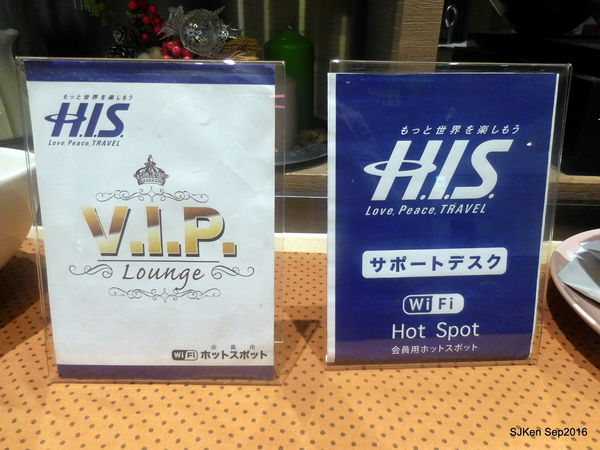 もっと世界を楽しもう
H.I.S.
Love, Peace, TRAVEL
V.I.P.
Lounge
会員用
WiFi ホットスポット
もっと世界を楽しもう
H.I.S.
Love, Peace, TRAVEL
サポートデスク
WiFi
Hot Spot
会員用ホットスポット
SJKen Sep2016